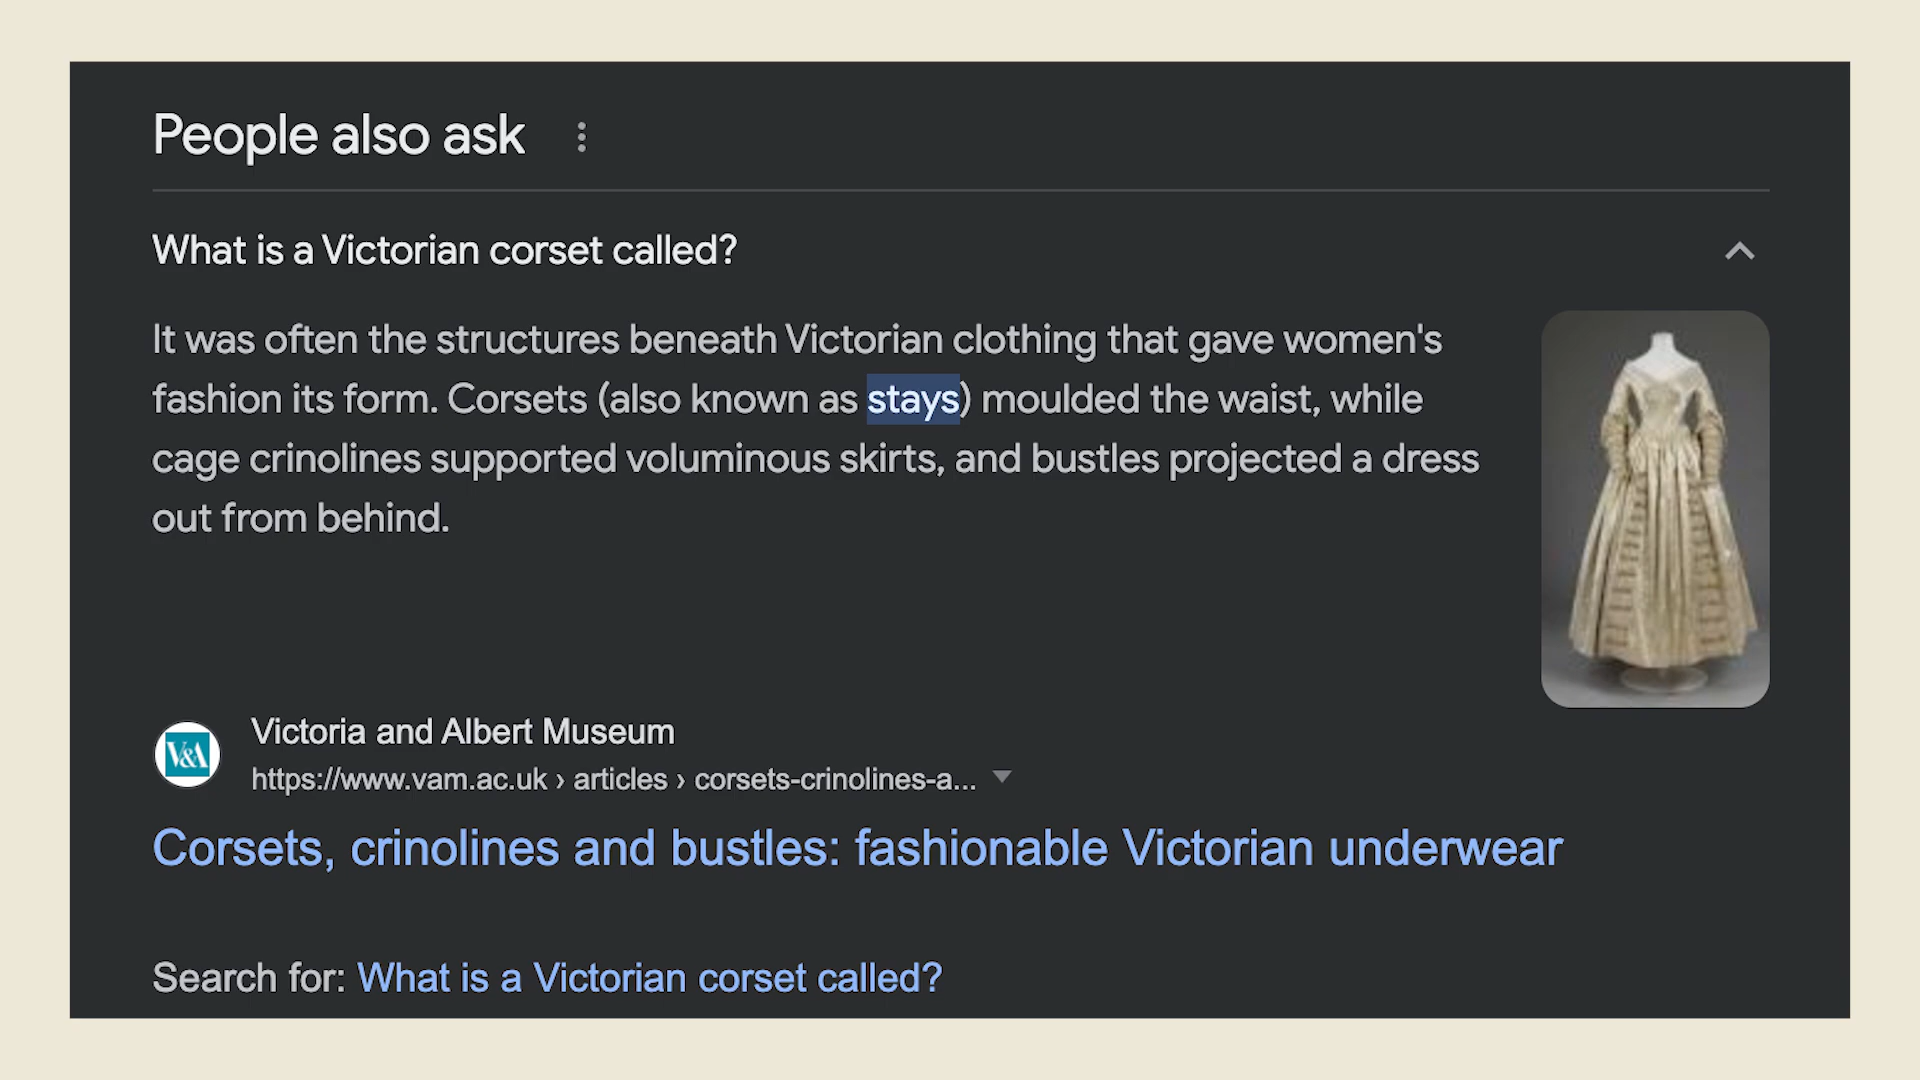 People also ask
What is a Victorian corset called?
It was often the structures beneath Victorian clothing that gave women's
fashion its form. Corsets (also known as stays) moulded the waist, while
cage crinolines supported voluminous skirts, and bustles projected a dress
out from behind.
V&A
Victoria and Albert Museum
https://www.vam.ac.uk › articles › corsets-crinolines-a...
Corsets, crinolines and bustles: fashionable Victorian underwear
Search for: What is a Victorian corset called?